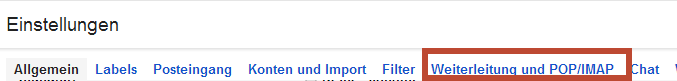 Einstellungen
Allgemein Labels Posteingang Konten und Import Filter Weiterleitung und POP/IMAP Chat